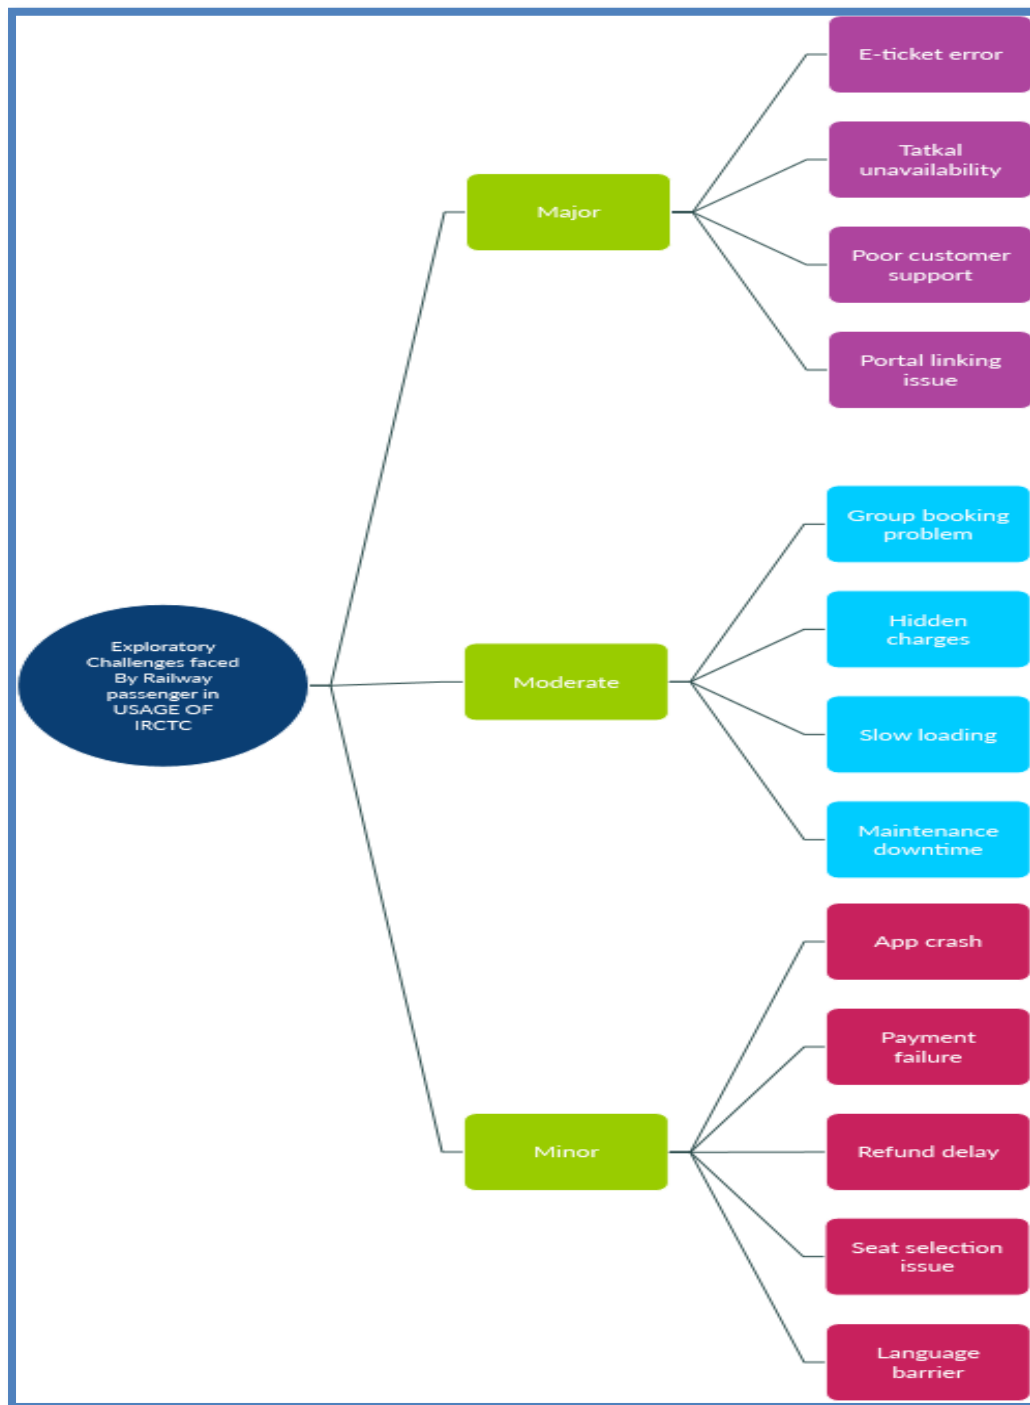 Exploratory
Challenges faced
By Railway
passenger in
USAGE OF
IRCTC
Major
E-ticket error
Tatkal
unavailability
Poor customer
support
Portal linking
issue
Moderate
Group booking
problem
Hidden
charges
Slow loading
Maintenance
downtime
Minor
App crash
Payment
failure
Refund delay
Seat selection
issue
Language
barrier